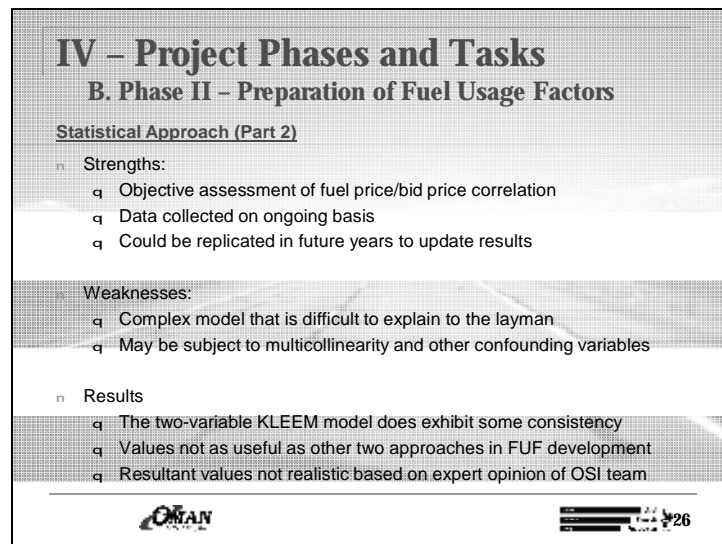 IV – Project Phases and Tasks
B. Phase II – Preparation of Fuel Usage Factors
Statistical Approach (Part 2)
n Strengths:
q Objective assessment of fuel price/bid price correlation
q Data collected on ongoing basis
q Could be replicated in future years to update results
n Weaknesses:
q Complex model that is difficult to explain to the layman
q May be subject to multicollinearity and other confounding variables
n Results
q The two-variable KLEEM model does exhibit some consistency
q Values not as useful as other two approaches in FUF development
q Resultant values not realistic based on expert opinion of OSI team
OMAN
26